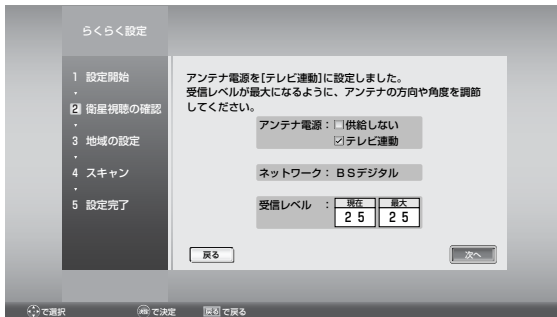 らくらく設定
1 設定開始
2 衛星視聴の確認
3 地域の設定
4 スキャン
5 設定完了
アンテナ電源を[テレビ連動]に設定しました。
受信レベルが最大になるように、アンテナの方向や角度を調節
してください。
アンテナ電源：□供給しない
☑テレビ連動
ネットワーク：BSデジタル
受信レベル ： 現在 最大
25 25
戻る 次へ
で選択 で決定 戻る で戻る